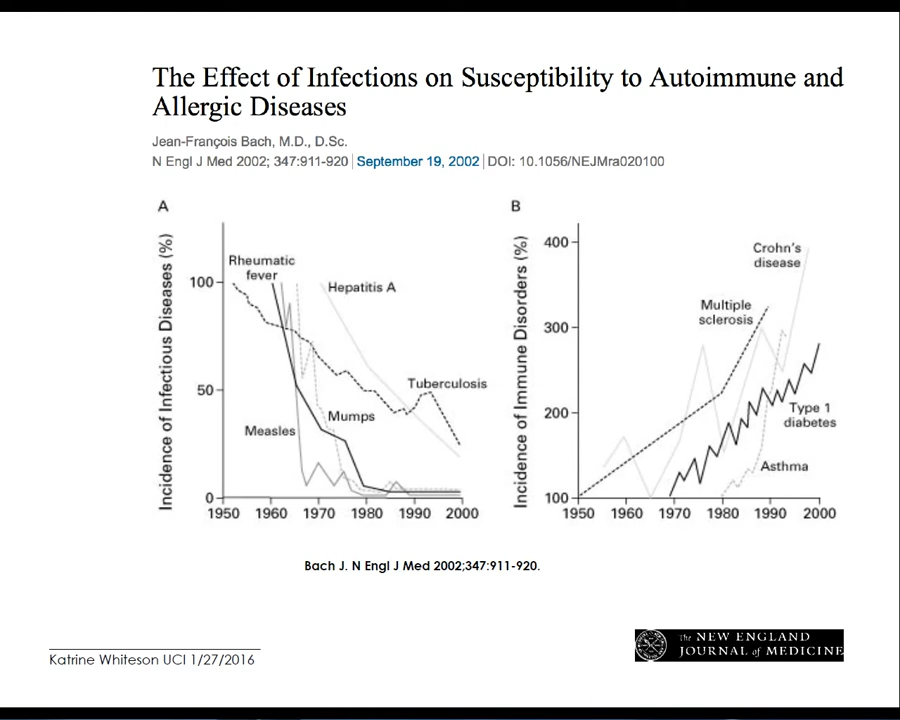 The Effect of Infections on Susceptibility to Autoimmune and
Allergic Diseases
Jean-François Bach, M.D., D.Sc.
N Engl J Med 2002; 347:911-920 | September 19, 2002 | DOI: 10.1056/NEJMra020100
A
Incidence of Infectious Diseases (%)
100
50
0
1950 1960 1970 1980 1990 2000
Rheumatic
fever
Hepatitis A
Tuberculosis
Mumps
Measles
B
Incidence of Immune Disorders (%)
400
300
200
100
1950 1960 1970 1980 1990 2000
Crohn's
disease
Multiple
sclerosis
Type 1
diabetes
Asthma
Bach J. N Engl J Med 2002;347:911-920.
Katrine Whiteson UCI 1/27/2016
The NEW ENGLAND
JOURNAL of MEDICINE